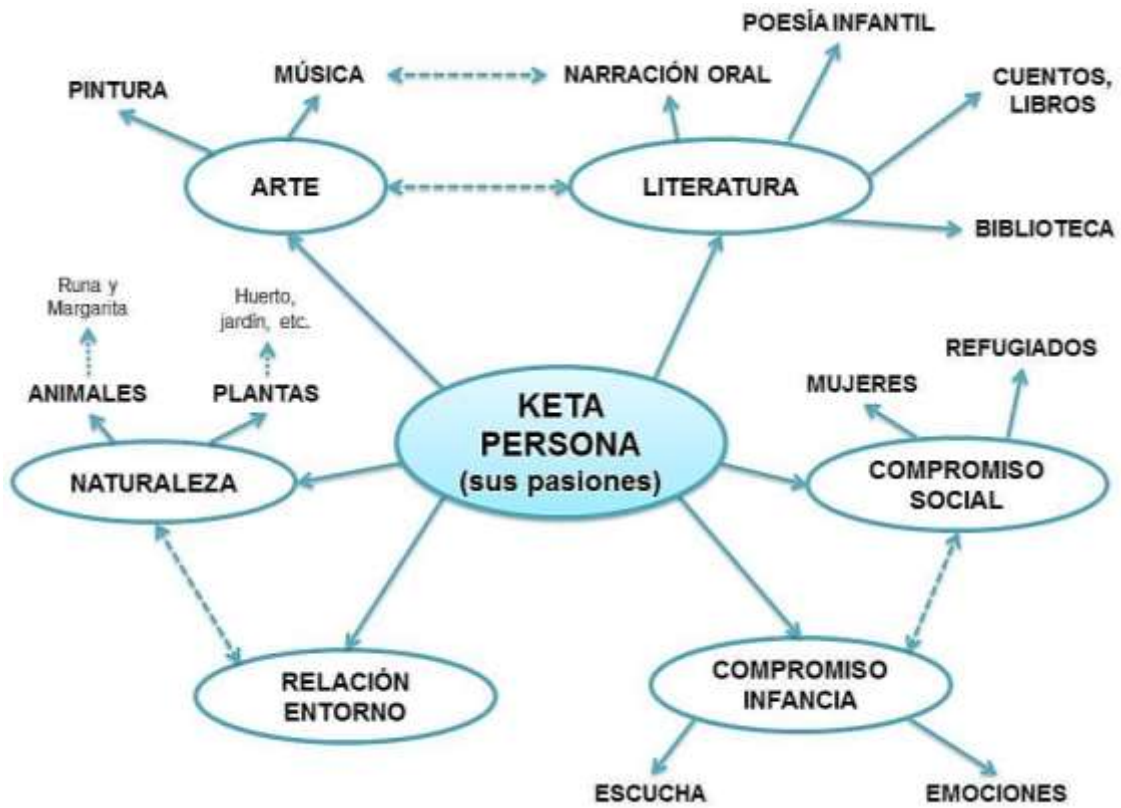 POESÍA INFANTIL
MÚSICA
NARRACIÓN ORAL
CUENTOS,
LIBROS
PINTURA
ARTE
LITERATURA
BIBLIOTECA
Runa y
Margarita
Huerto,
jardín, etc.
ANIMALES
PLANTAS
REFUGIADOS
MUJERES
KETA
PERSONA
(sus pasiones)
NATURALEZA
COMPROMISO
SOCIAL
RELACIÓN
ENTORNO
COMPROMISO
INFANCIA
ESCUCHA
EMOCIONES